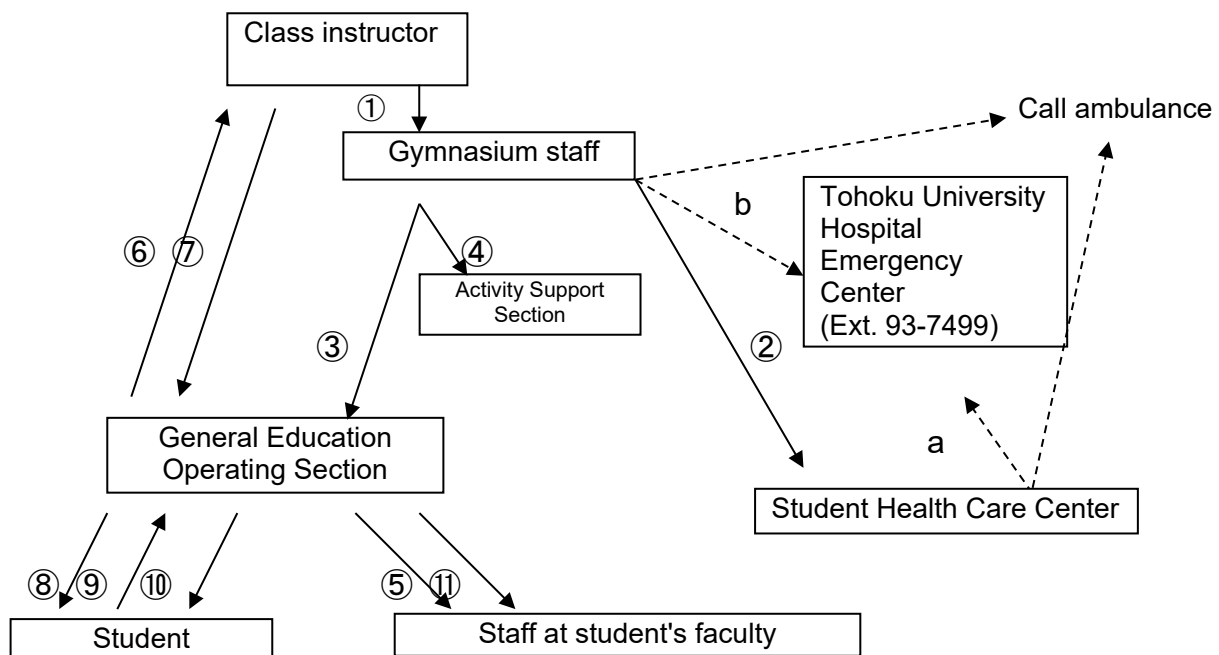 Class instructor
①
Call ambulance
Gymnasium staff
Tohoku University
Hospital
Emergency
Center
(Ext. 93-7499)
b
⑥ ⑦
④
Activity Support
Section
③
②
General Education
Operating Section
a
Student Health Care Center
⑧ ⑨ ⑩
⑤ ⑪
Student
Staff at student's faculty